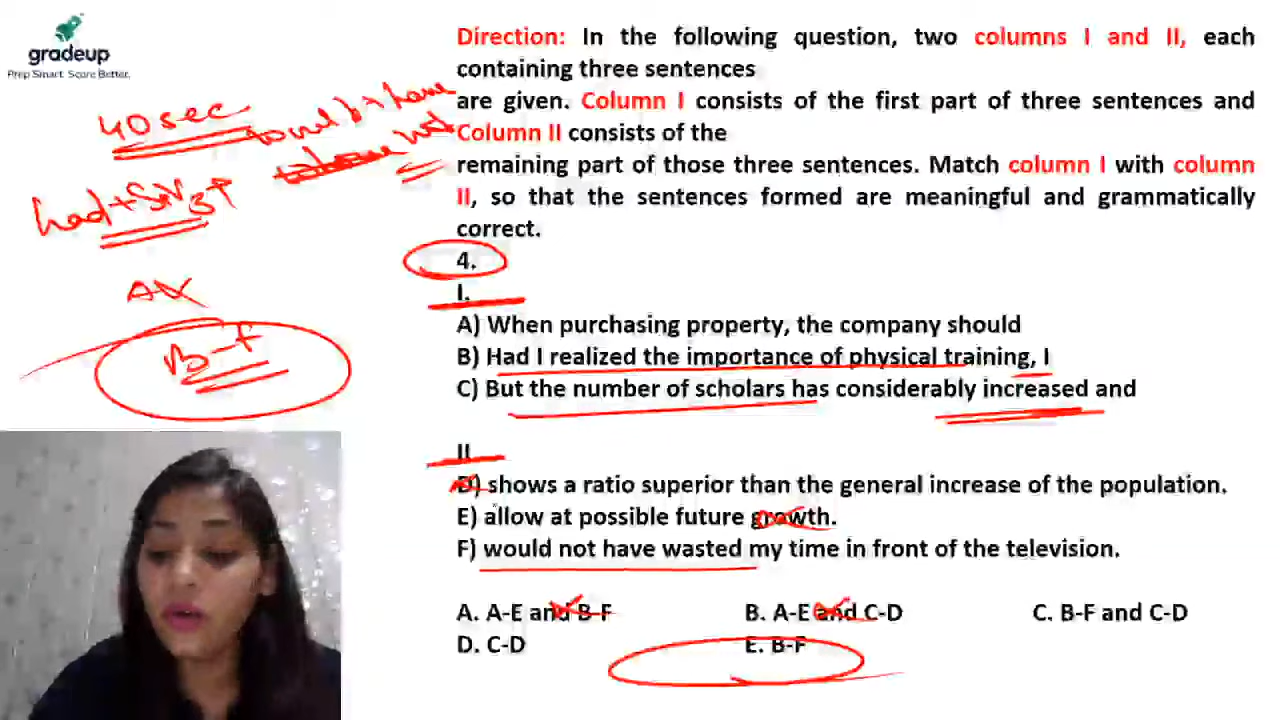 gradeup
Prep Smart. Score Better.
Direction: In the following question, two columns I and II, each
containing three sentences
are given. Column I consists of the first part of three sentences and
Column II consists of the
remaining part of those three sentences. Match column I with column
II, so that the sentences formed are meaningful and grammatically
correct.
40 sec
4.
I.
A) When purchasing property, the company should
B) Had I realized the importance of physical training, I
C) But the number of scholars has considerably increased and
B-F
II
D) shows a ratio superior than the general increase of the population.
E) allow at possible future growth.
F) would not have wasted my time in front of the television.
A. A-E and B-F B. A-E and C-D C. B-F and C-D
D. C-D E. B-F